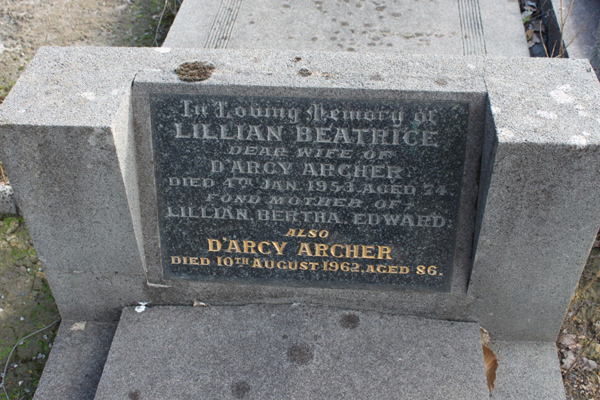 In Loving Memory of
LILLIAN BEATRICE
DEAR WIFE OF
D'ARCY ARCHER
DIED 4TH JAN. 1953, AGED 74.
FOND MOTHER OF
LILLIAN, BERTHA, EDWARD.
ALSO
D'ARCY ARCHER
DIED 10TH AUGUST 1962, AGED 86.